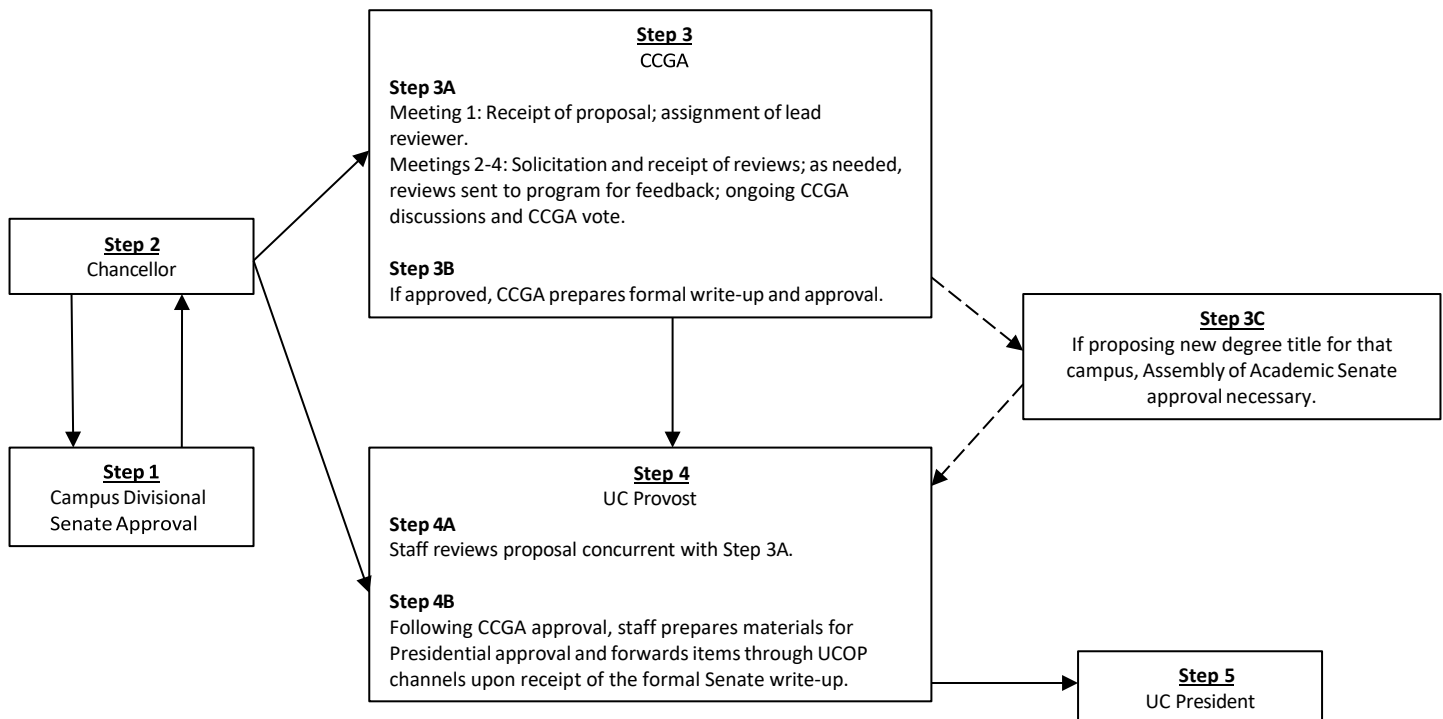 Step 3
CCGA
Step 3A
Meeting 1: Receipt of proposal; assignment of lead
reviewer.
Meetings 2-4: Solicitation and receipt of reviews; as needed,
reviews sent to program for feedback; ongoing CCGA
discussions and CCGA vote.
Step 3B
If approved, CCGA prepares formal write-up and approval.
Step 2
Chancellor
Step 3C
If proposing new degree title for that
campus, Assembly of Academic Senate
approval necessary.
Step 1
Campus Divisional
Senate Approval
Step 4
UC Provost
Step 4A
Staff reviews proposal concurrent with Step 3A.
Step 4B
Following CCGA approval, staff prepares materials for
Presidential approval and forwards items through UCOP
channels upon receipt of the formal Senate write-up.
Step 5
UC President